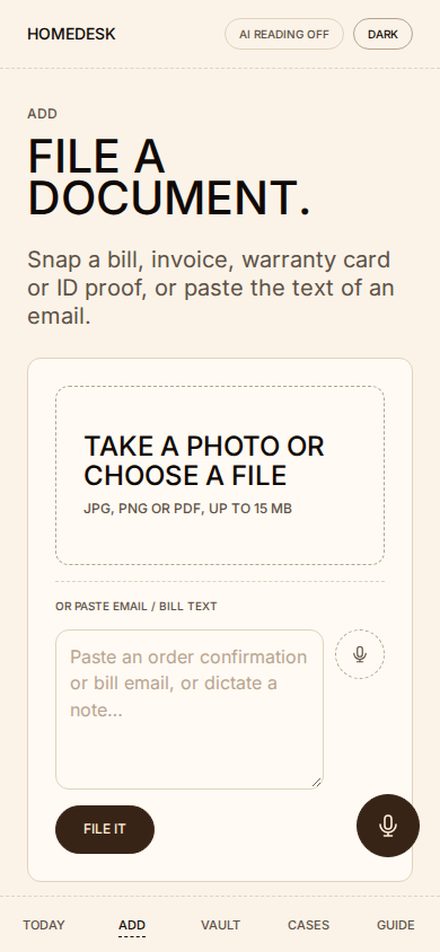 HOMEDESK
AI READING OFF
DARK
ADD
FILE A
DOCUMENT.
Snap a bill, invoice, warranty card
or ID proof, or paste the text of an
email.
TAKE A PHOTO OR
CHOOSE A FILE
JPG, PNG OR PDF, UP TO 15 MB
OR PASTE EMAIL / BILL TEXT
Paste an order confirmation
or bill email, or dictate a
note...
FILE IT
TODAY
ADD
VAULT
CASES
GUIDE